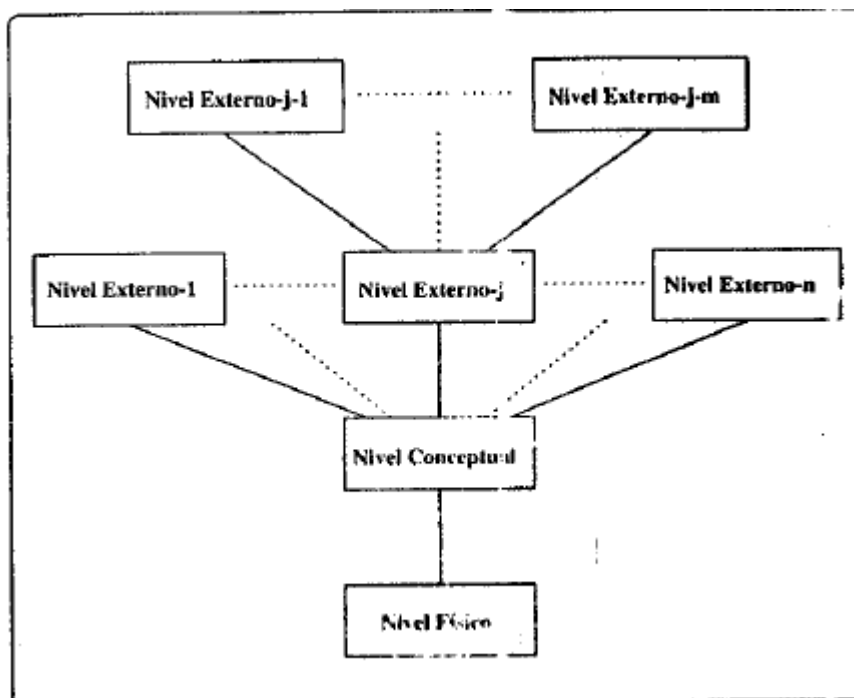 Nivel Externo-j-1
Nivel Externo-j-m
Nivel Externo-1
Nivel Externo-j
Nivel Externo-n
Nivel Conceptual
Nivel Físico